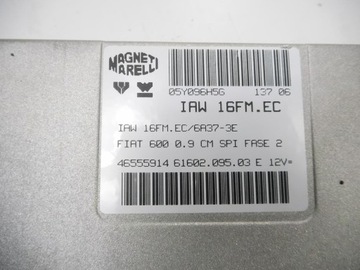 MAGNETI
MARELLI
05Y096H5G 137 06
IAW 16FM.EC
IAW 16FM.EC/6A37-3E
FIAT 600 0.9 CM SPI FASE 2
46555914 61602.095.03 E 12V=